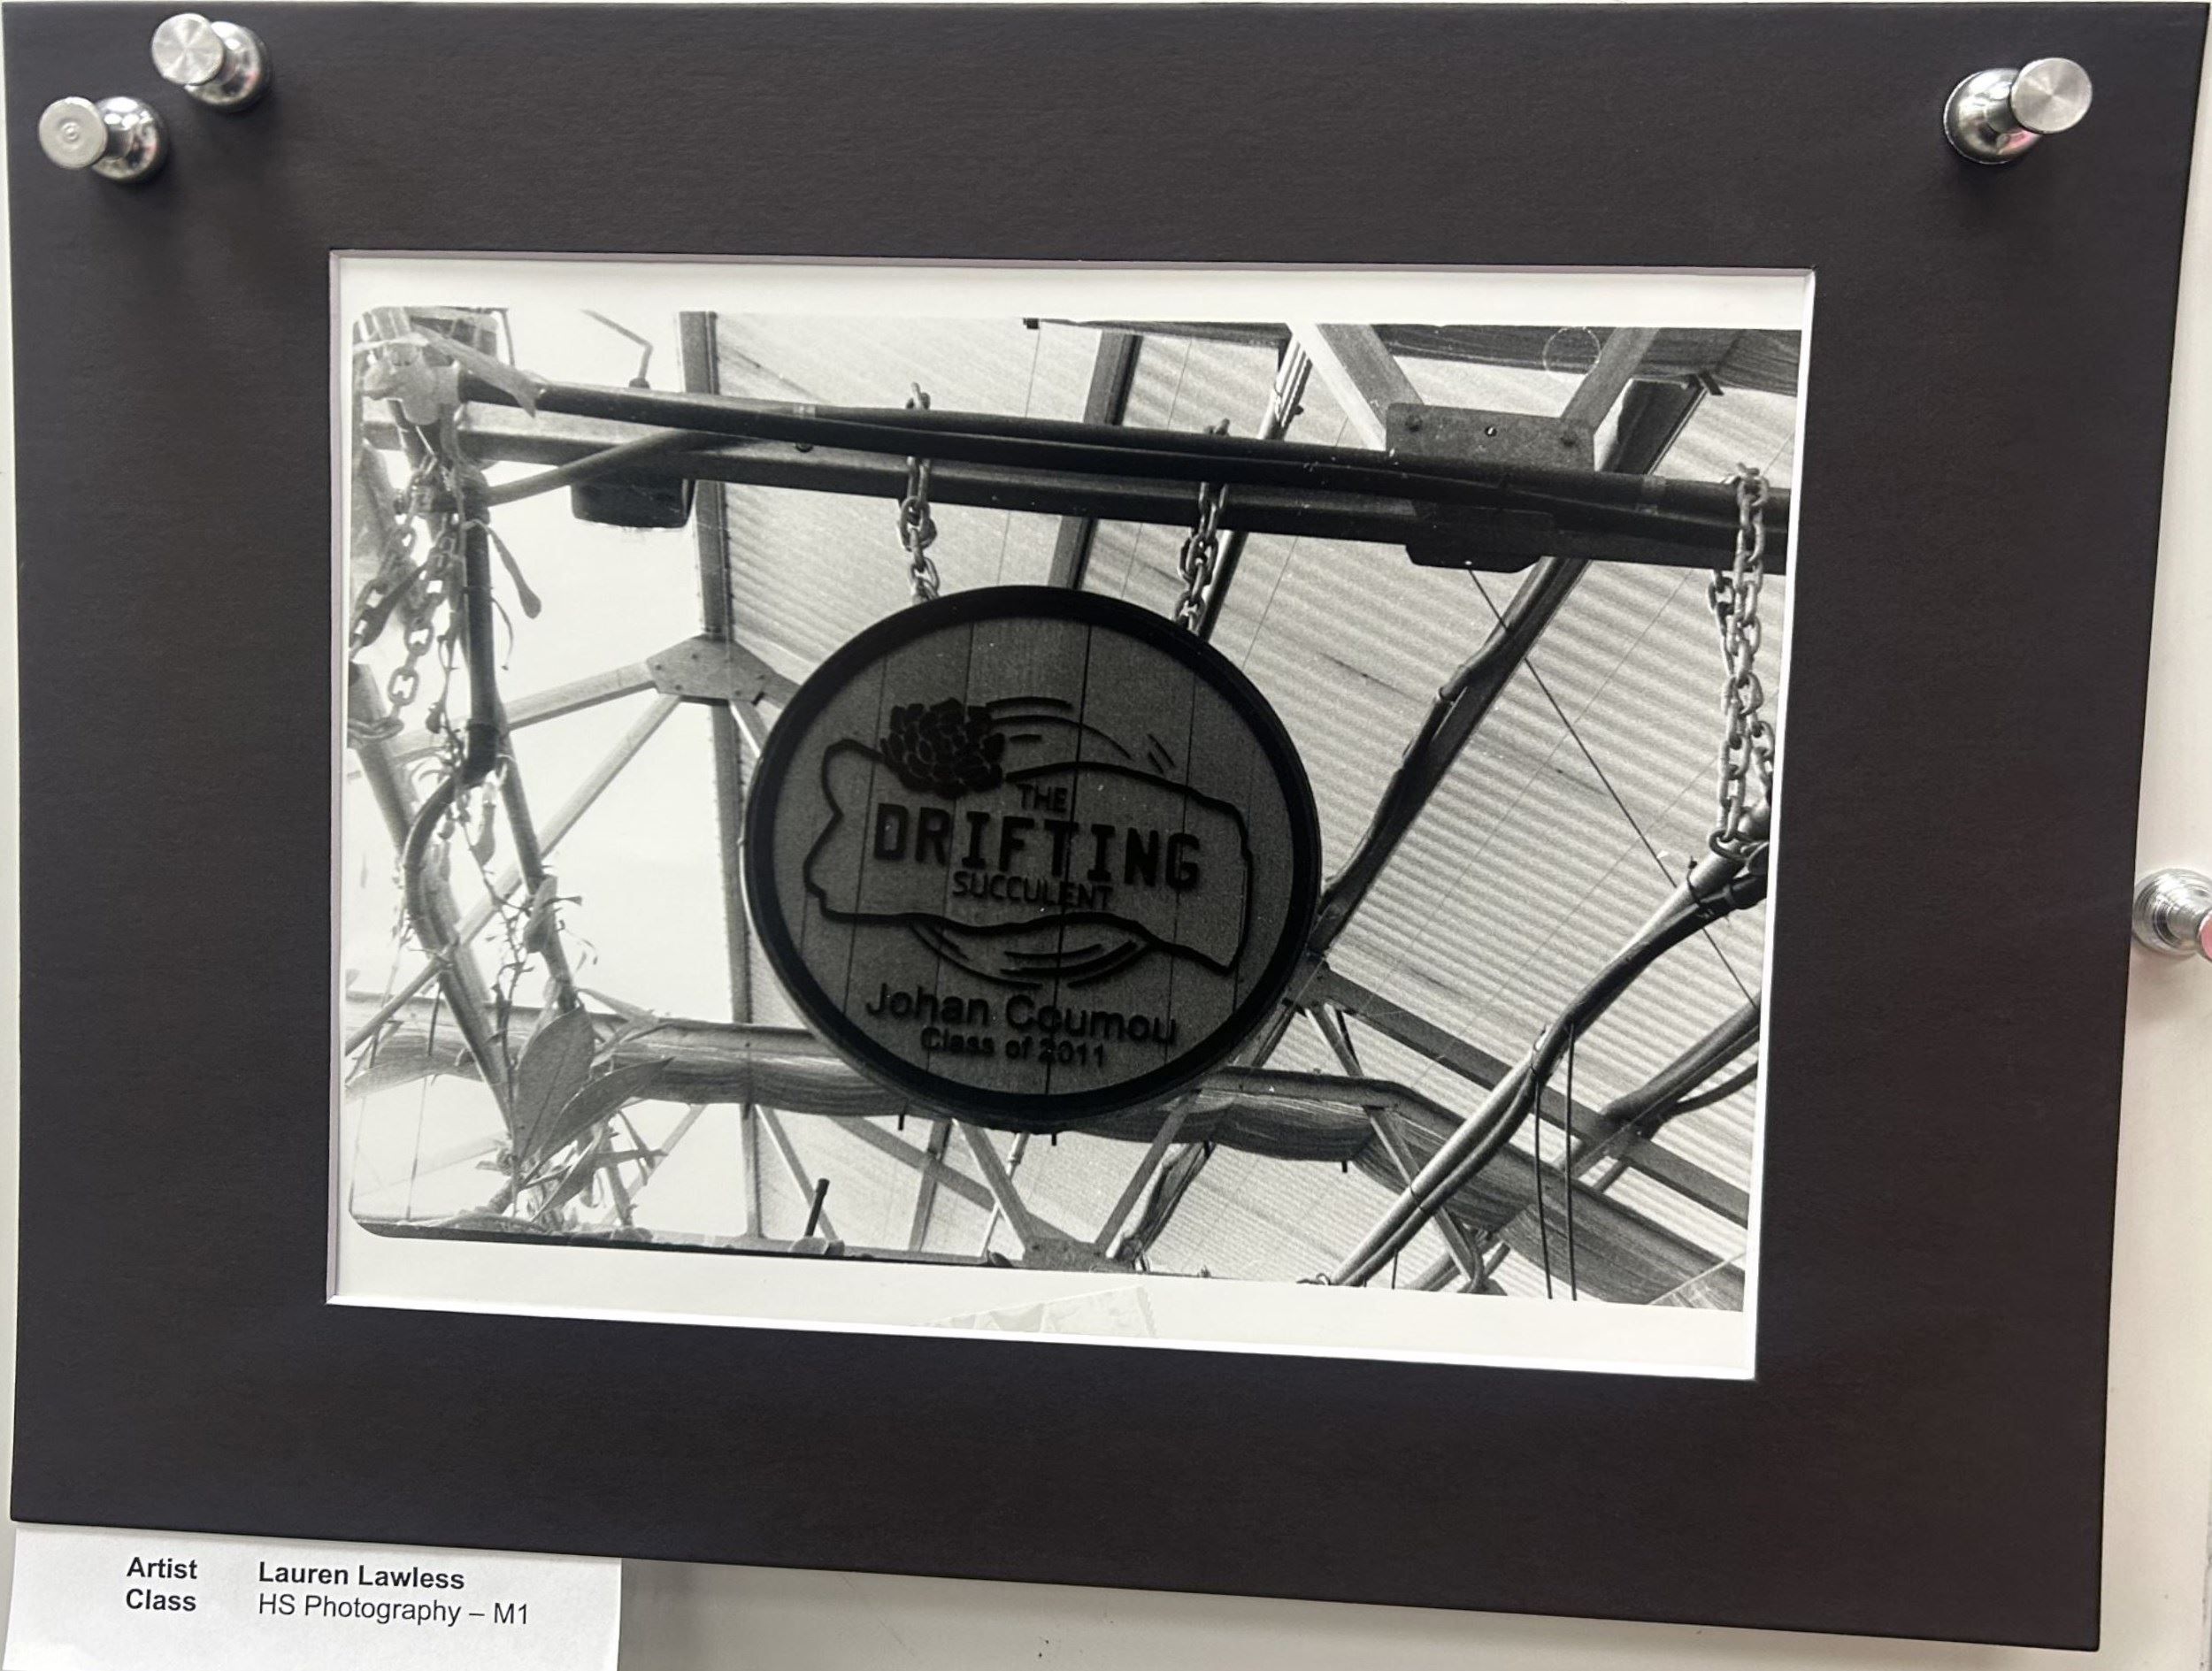 THE
DRIFTING
SUCCULENT
Johan Coumou
Class of 2011
Artist Lauren Lawless
Class HS Photography – M1